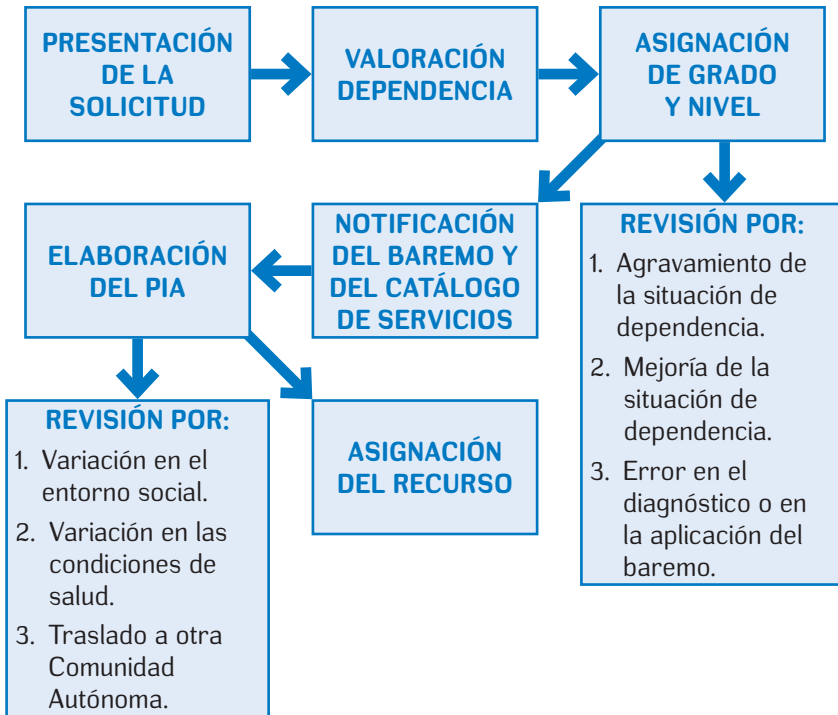 PRESENTACIÓN
DE LA
SOLICITUD
VALORACIÓN
DEPENDENCIA
ASIGNACIÓN
DE GRADO
Y NIVEL
ELABORACIÓN
DEL PIA
NOTIFICACIÓN
DEL BAREMO Y
DEL CATÁLOGO
DE SERVICIOS
REVISIÓN POR:
1. Agravamiento de
la situación de
dependencia.
2. Mejoría de la
situación de
dependencia.
3. Error en el
diagnóstico o en
la aplicación del
baremo.
REVISIÓN POR:
1. Variación en el
entorno social.
2. Variación en las
condiciones de
salud.
3. Traslado a otra
Comunidad
Autónoma.
ASIGNACIÓN
DEL RECURSO